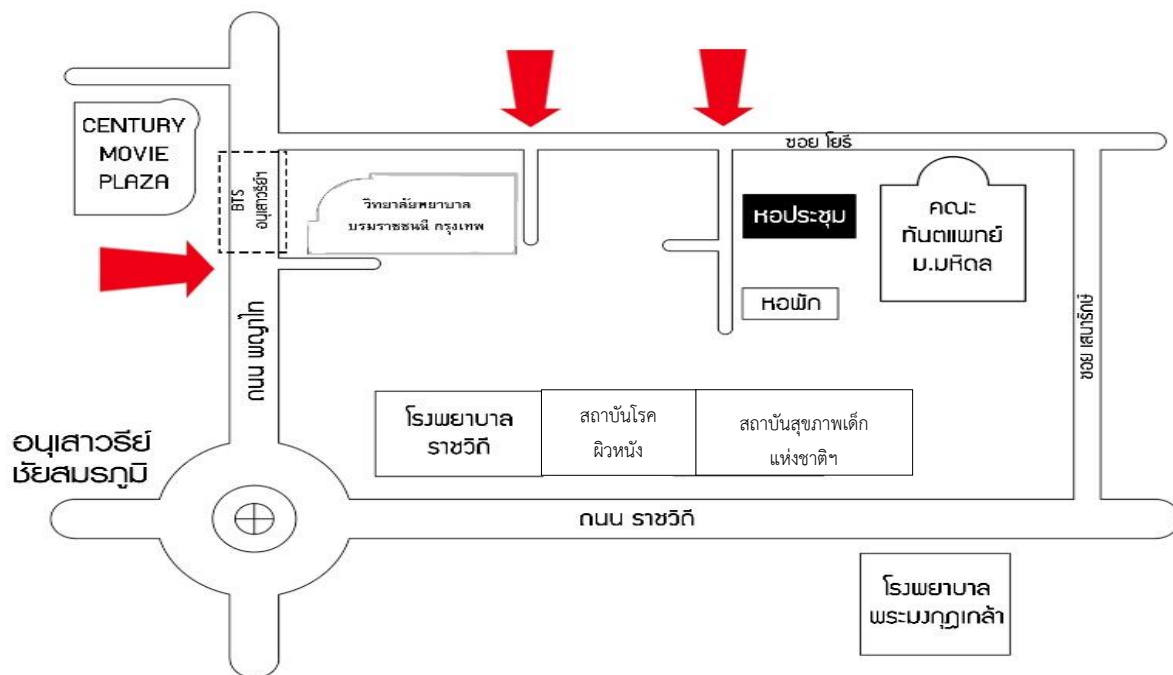 CENTURY
MOVIE
PLAZA
BTS
อนุเสาวรีย์ฯ
ซอย โยธี
วิทยาลัยพยาบาล
บรมราชชนนี กรุงเทพ
หอประชุม
คณะ
ทันตแพทย์
ม.มหิดล
หอพัก
ถนน พญาไท
ซอย เสนารักษ์
โรงพยาบาล
ราชวิถี
สถาบันโรค
ผิวหนัง
สถาบันสุขภาพเด็ก
แห่งชาติฯ
อนุเสาวรีย์
ชัยสมรภูมิ
ถนน ราชวิถี
โรงพยาบาล
พระมงกุฎเกล้า